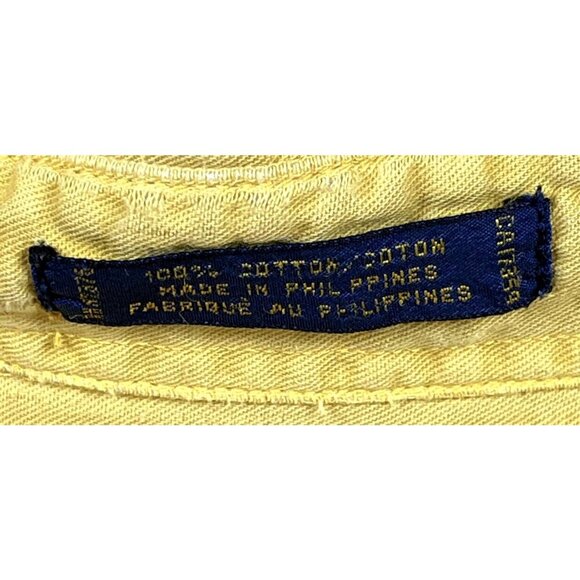 100% COTTON/COTON
MADE IN PHILIPPINES
FABRIQUÉ AU PHILIPPINES